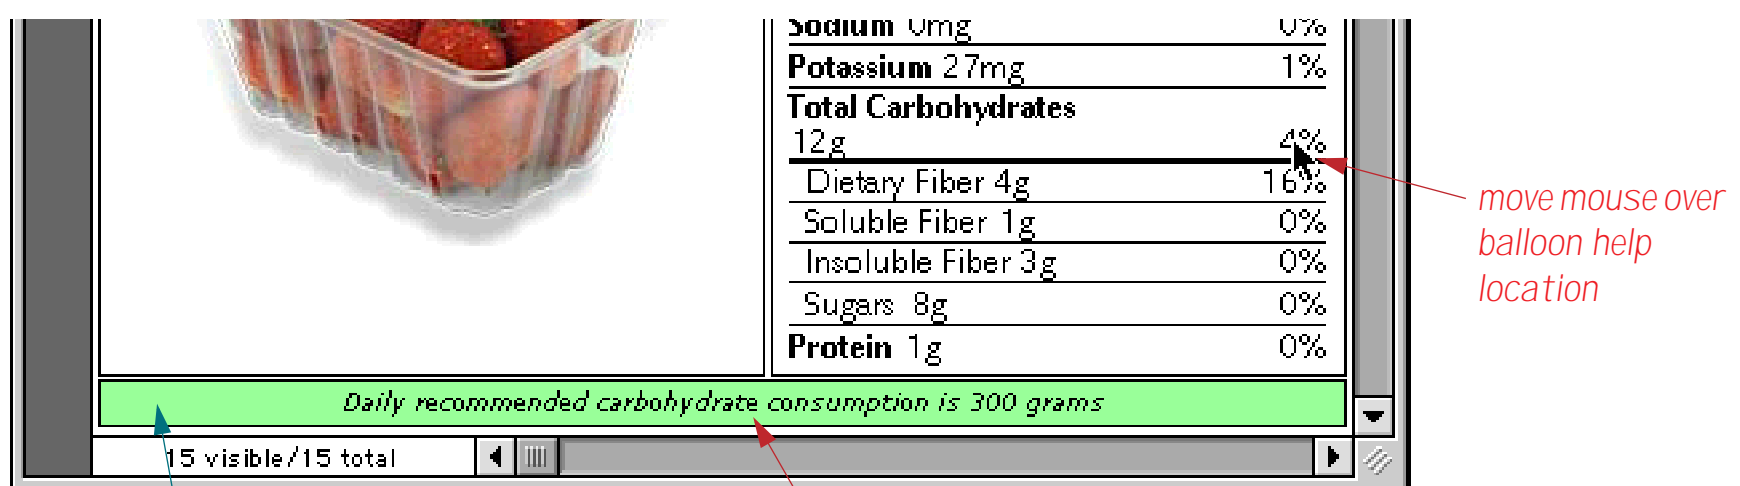 Sodium 0mg 0%
Potassium 27mg 1%
Total Carbohydrates
12g 4%
Dietary Fiber 4g 16%
Soluble Fiber 1g 0%
Insoluble Fiber 3g 0%
Sugars 8g 0%
Protein 1g 0%
move mouse over
balloon help
location
Daily recommended carbohydrate consumption is 300 grams
15 visible/15 total